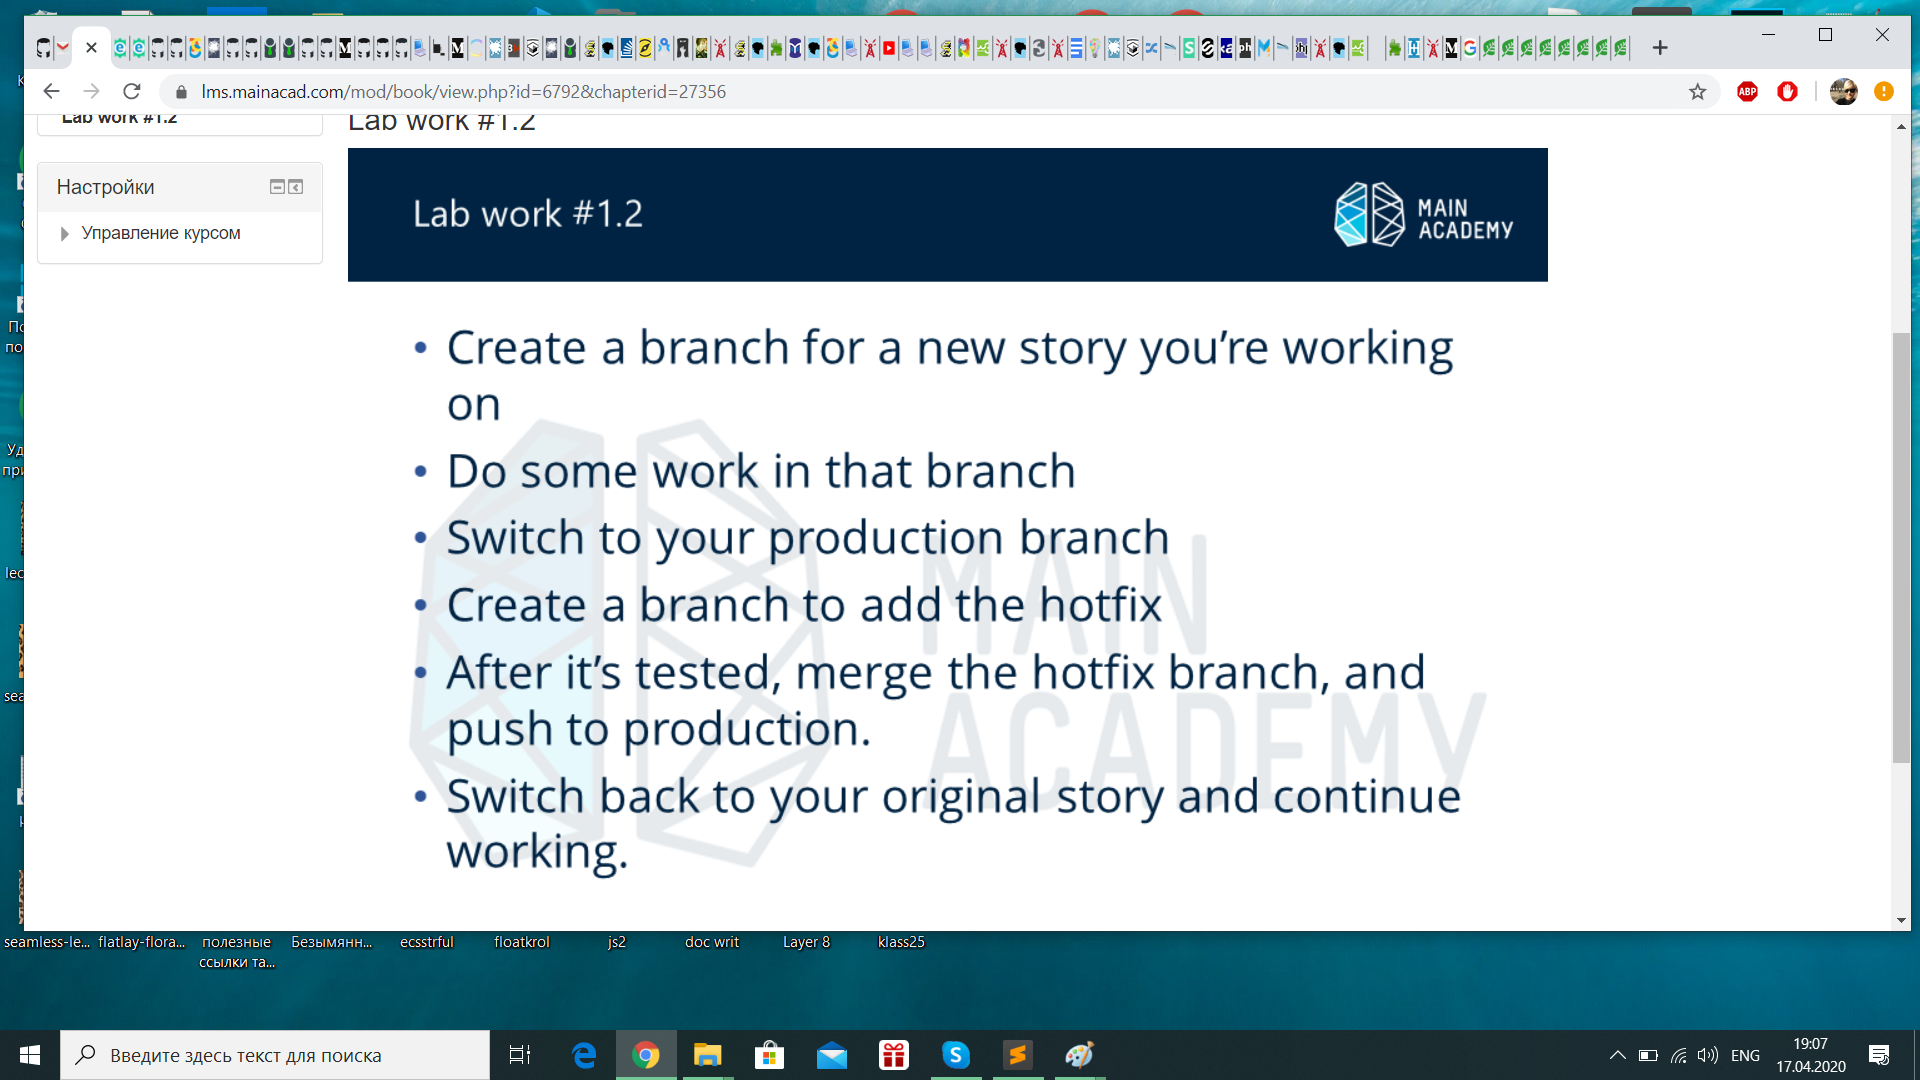 lms.mainacad.com/mod/book/view.php?id=6792&chapterid=27356
ABP
Lab work #1.2
Lab work #1.2
Настройки
Управление курсом
Lab work #1.2
MAIN
ACADEMY
• Create a branch for a new story you’re working
on
• Do some work in that branch
• Switch to your production branch
• Create a branch to add the hotfix
• After it’s tested, merge the hotfix branch, and
push to production.
• Switch back to your original story and continue
working.
MAIN
ACADEMY
seamless-le...
flatlay-flora...
полезные
ссылки та...
Безымянн...
ecsstrful
floatkrol
js2
doc writ
Layer 8
klass25
Введите здесь текст для поиска
ENG
19:07
17.04.2020